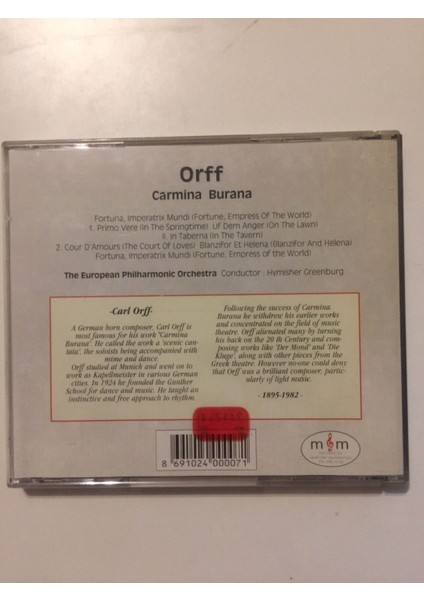 Orff
Carmina Burana
Fortuna, Imperatrix Mundi (Fortune, Empress Of The World)
1. Primo Vere (In The Springtime) Uf Dem Anger (On The Lawn)
II. In Taberna (In The Tavern)
2. Cour D'Amours (The Court Of Loves) Blanzifor Et Helena (Blanzifor And Helena)
Fortuna, Imperatrix Mundi (Fortune, Empress of the World)
The European Philharmonic Orchestra Conductor : Hymisher Greenburg
-Carl Orff-
A German born composer, Carl Orff is
most famous for his work 'Carmina
Burana'. He called the work a 'scenic can-
tata', the soloists being accompanied with
mime and dance.
Orff studied at Munich and went on to
work as Kapellmeister in various German
cities. In 1924 he founded the Gunther
School for dance and music. He taught an
instinctive and free approach to rhythm.
Following the success of Carmina
Burana he withdrew his earlier works
and concentrated on the field of music
theatre. Orff alienated many by turning
his back on the 20 th Century and com-
posing works like 'Der Mond' and 'Die
Kluge', along with other pieces from the
Greek theatre. However no-one could deny
that Orff was a brilliant composer, partic-
ularly of light music.
- 1895-1982 -
8 691024 000071
m m